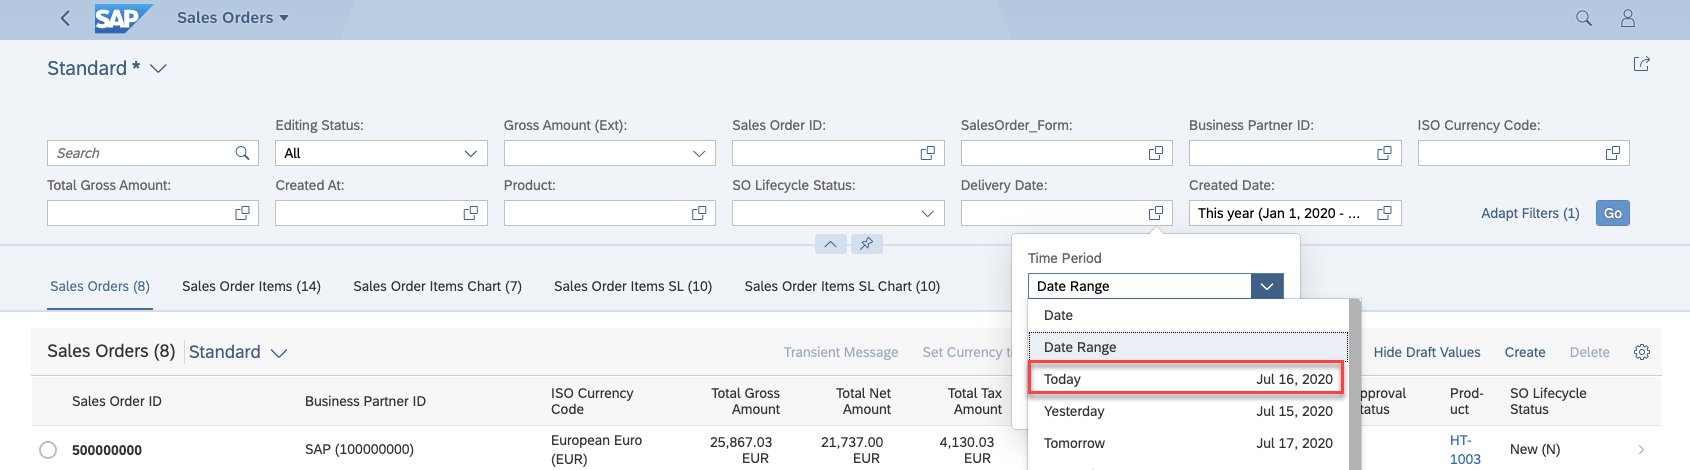 SAP Sales Orders
Standard *
Editing Status: Gross Amount (Ext): Sales Order ID: SalesOrder_Form: Business Partner ID: ISO Currency Code:
Search All
Total Gross Amount: Created At: Product: SO Lifecycle Status: Delivery Date: Created Date:
This year (Jan 1, 2020 - ... Adapt Filters (1) Go
Time Period
Date Range
Sales Orders (8) Sales Order Items (14) Sales Order Items Chart (7) Sales Order Items SL (10) Sales Order Items SL Chart (10)
Date
Date Range
Today Jul 16, 2020
Yesterday Jul 15, 2020
Tomorrow Jul 17, 2020
Sales Orders (8) Standard Transient Message Set Currency Hide Draft Values Create Delete
Sales Order ID Business Partner ID ISO Currency Total Gross Total Net Total Tax pproval Prod- SO Lifecycle
Code Amount Amount Amount tatus uct Status
500000000 SAP (100000000) European Euro 25,867.03 21,737.00 4,130.03 HT- New (N)
(EUR) EUR EUR EUR 1003